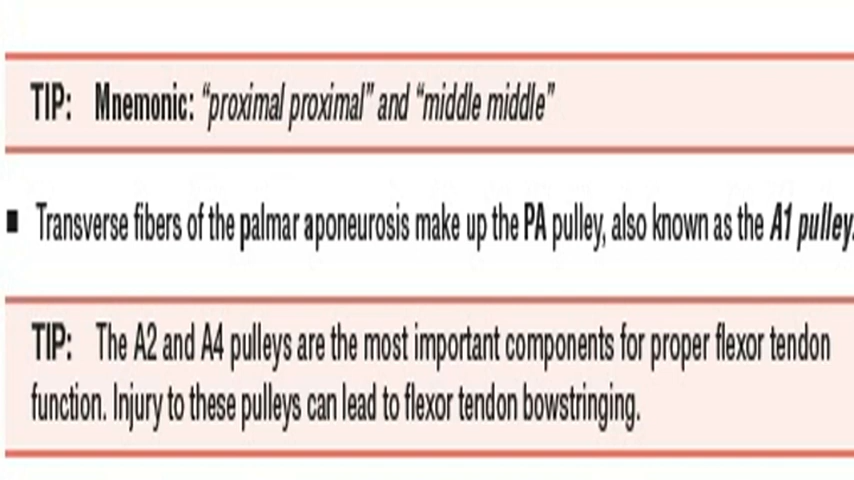 TIP: Mnemonic: “proximal proximal” and “middle middle”
■ Transverse fibers of the palmar aponeurosis make up the PA pulley, also known as the A1 pulley.
TIP: The A2 and A4 pulleys are the most important components for proper flexor tendon
function. Injury to these pulleys can lead to flexor tendon bowstringing.